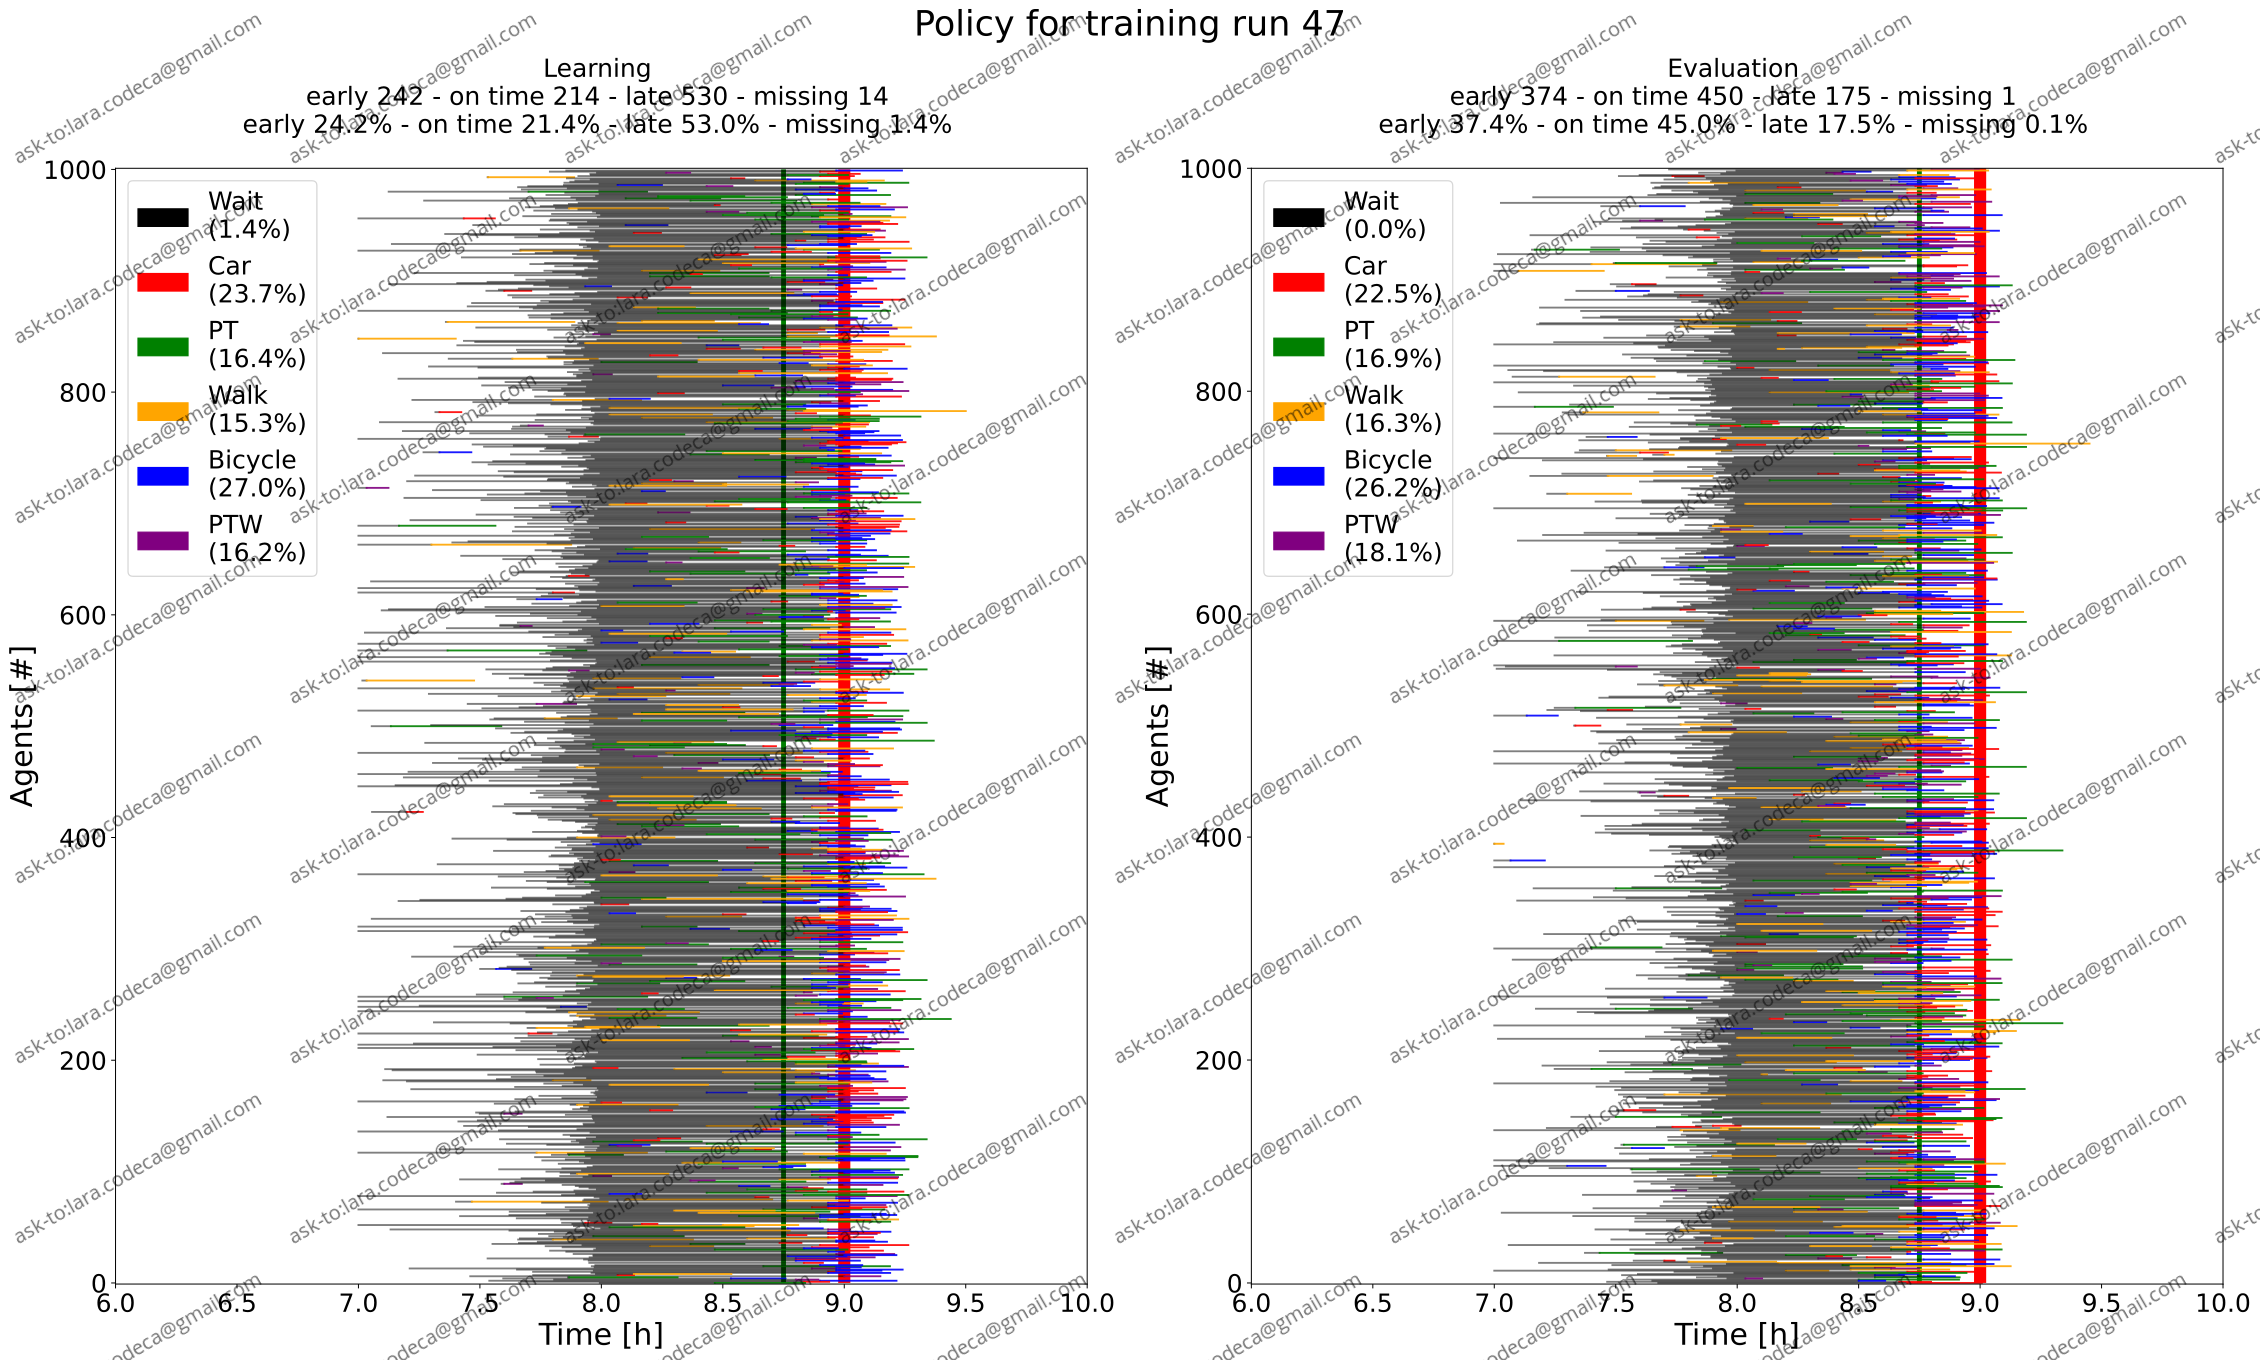 Policy for training run 47
Learning
early 242 - on time 214 - late 530 - missing 14
early 24.2% - on time 21.4% - late 53.0% - missing 1.4%
1000
800
600
400
200
0
Agents [#]
Wait
(1.4%)
Car
(23.7%)
PT
(16.4%)
Walk
(15.3%)
Bicycle
(27.0%)
PTW
(16.2%)
6.0 6.5 7.0 7.5 8.0 8.5 9.0 9.5 10.0
Time [h]
Evaluation
early 374 - on time 450 - late 175 - missing 1
early 37.4% - on time 45.0% - late 17.5% - missing 0.1%
1000
800
600
400
200
0
Agents [#]
Wait
(0.0%)
Car
(22.5%)
PT
(16.9%)
Walk
(16.3%)
Bicycle
(26.2%)
PTW
(18.1%)
6.0 6.5 7.0 7.5 8.0 8.5 9.0 9.5 10.0
Time [h]
ask-to:lara.codeca@gmail.com